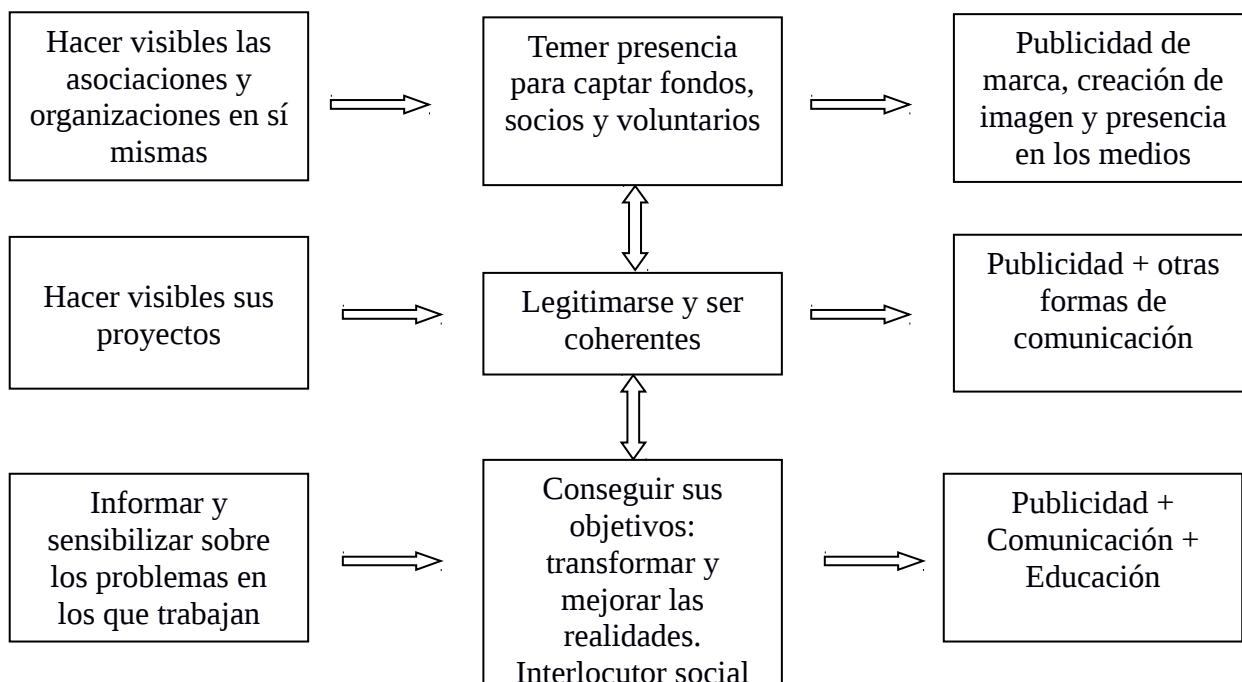 Hacer visibles las
asociaciones y
organizaciones en sí
mismas
Temer presencia
para captar fondos,
socios y voluntarios
Publicidad de
marca, creación de
imagen y presencia
en los medios
Hacer visibles sus
proyectos
Legitimarse y ser
coherentes
Publicidad + otras
formas de
comunicación
Informar y
sensibilizar sobre
los problemas en
los que trabajan
Conseguir sus
objetivos:
transformar y
mejorar las
realidades.
Interlocutor social
Publicidad +
Comunicación +
Educación